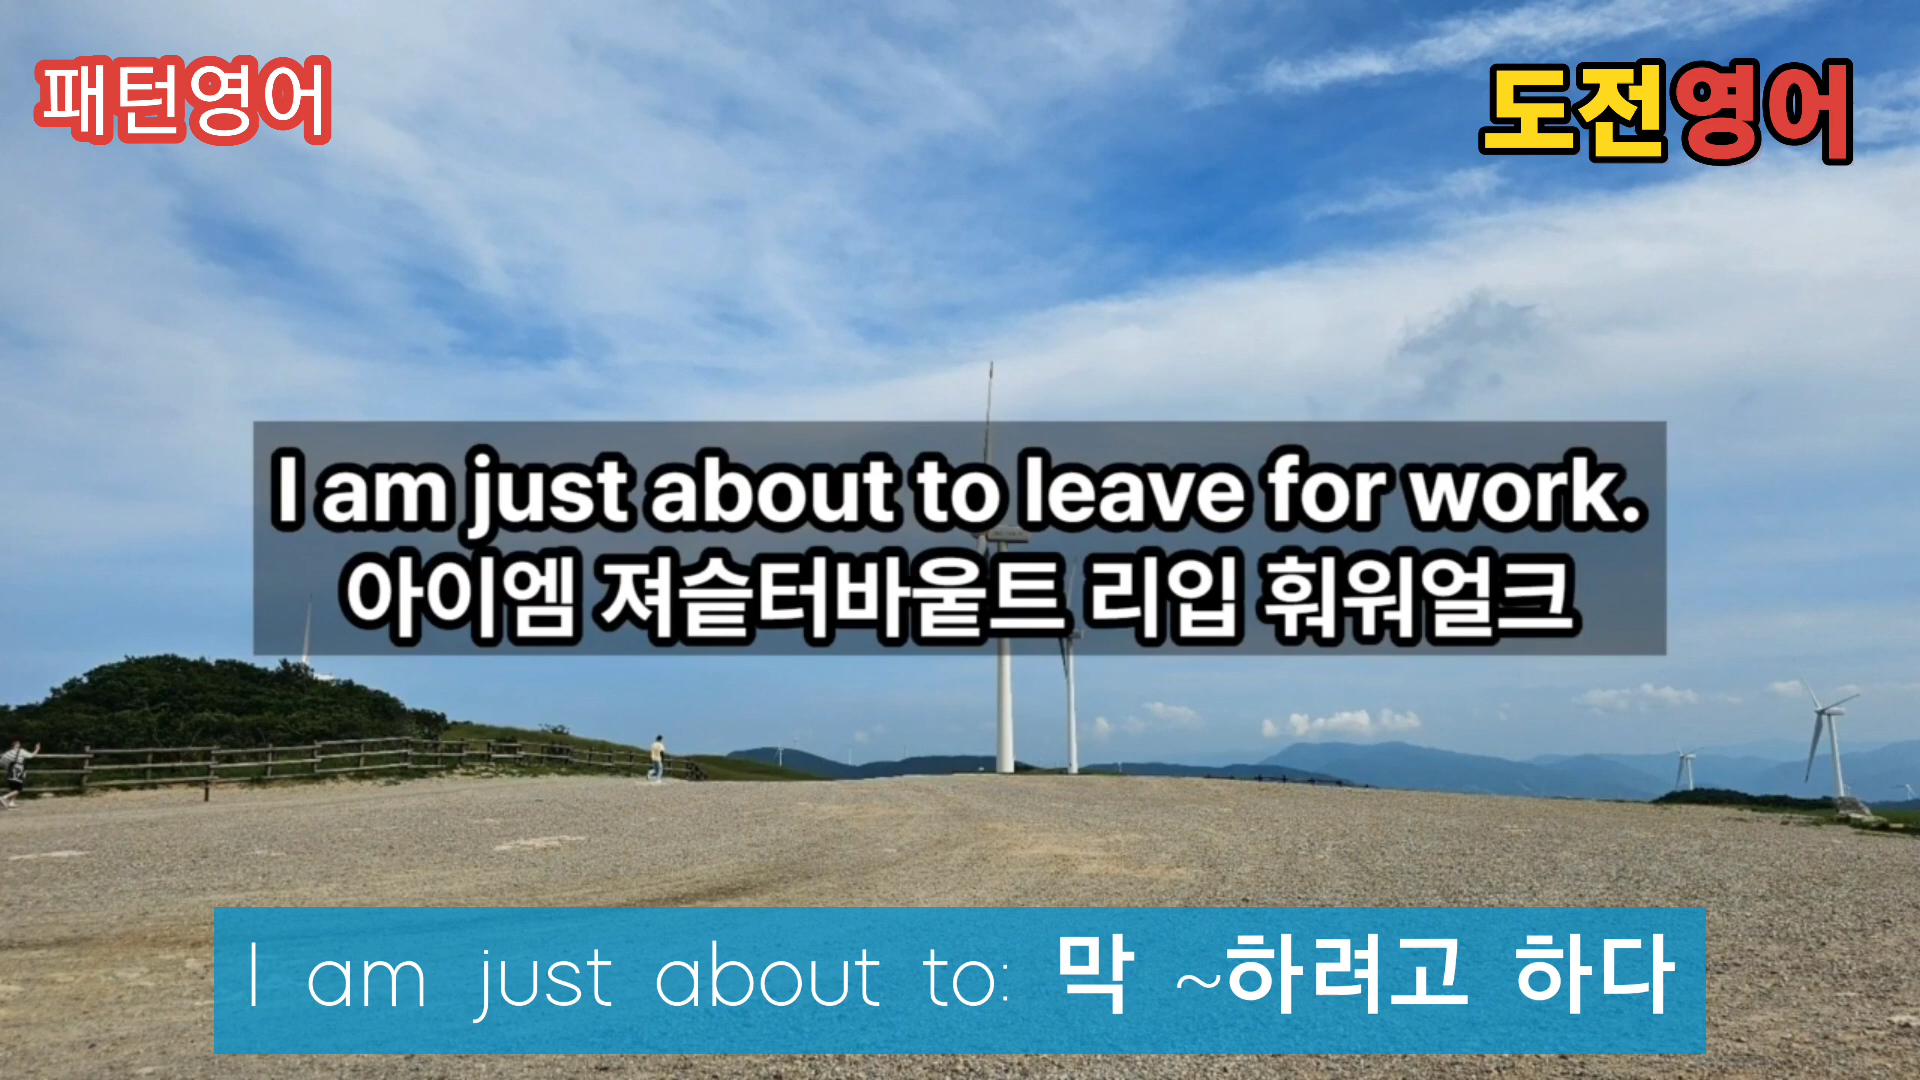 패턴영어
도전영어
I am just about to leave for work.
아이엠 져슽터바웉트 리입 훠워얼크
I am just about to: 막 ~하려고 하다